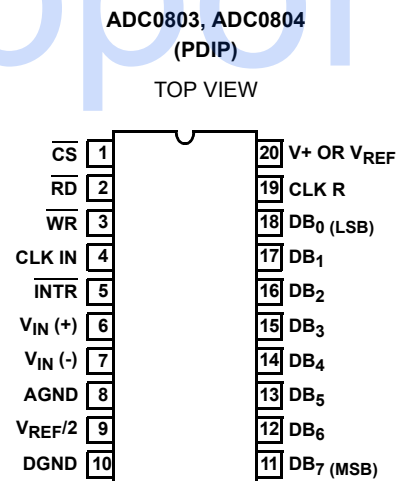 ADC0803, ADC0804
(PDIP)
TOP VIEW
CS 1
RD 2
WR 3
CLK IN 4
INTR 5
VIN (+) 6
VIN (-) 7
AGND 8
VREF/2 9
DGND 10
20 V+ OR VREF
19 CLK R
18 DB0 (LSB)
17 DB1
16 DB2
15 DB3
14 DB4
13 DB5
12 DB6
11 DB7 (MSB)